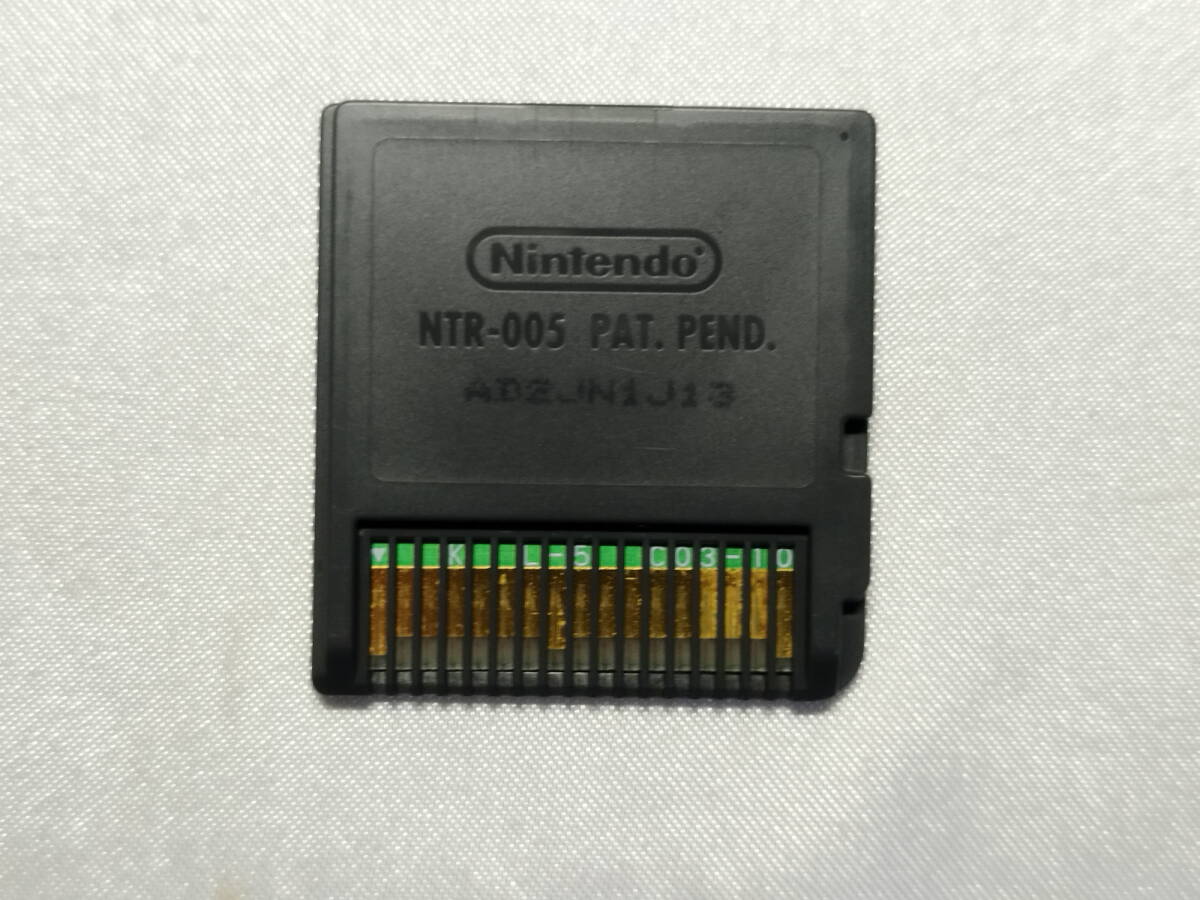 Nintendo
NTR-005 PAT. PEND.
AD2JN1J13
▼ K L-5 C03-10